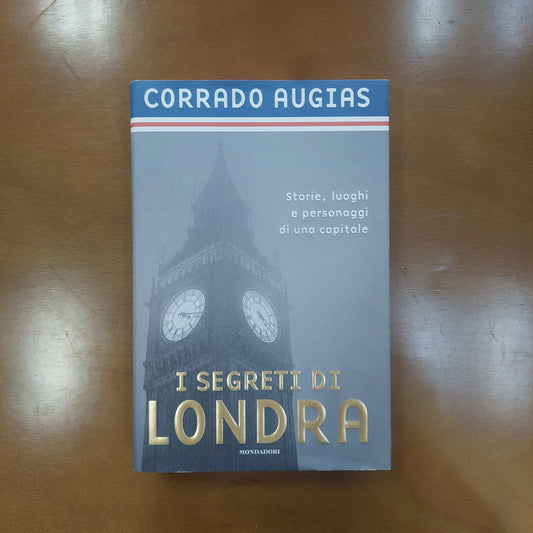 CORRADO AUGIAS
Storie, luoghi
e personaggi
di una capitale
I SEGRETI DI
LONDRA
MONDADORI